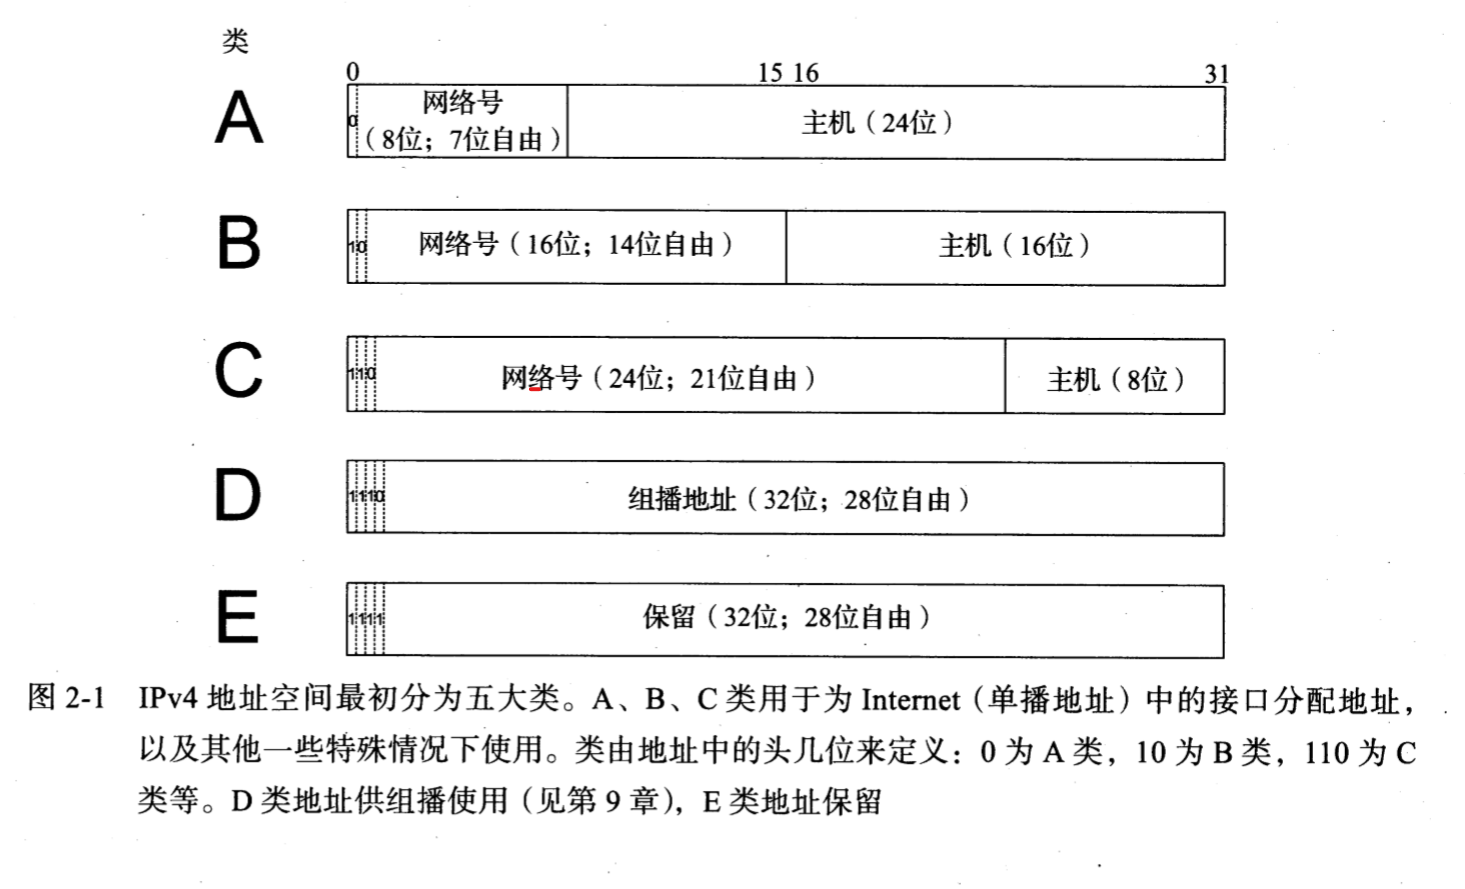 类
0 15 16 31
A 0 网络号 主机（24位）
（8位；7位自由）
B 10 网络号（16位；14位自由） 主机（16位）
C 110 网络号（24位；21位自由） 主机（8位）
D 1110 组播地址（32位；28位自由）
E 1111 保留（32位；28位自由）
图 2-1 IPv4 地址空间最初分为五大类。A、B、C 类用于为 Internet（单播地址）中的接口分配地址，
以及其他一些特殊情况下使用。类由地址中的头几位来定义：0 为 A 类，10 为 B 类，110 为 C
类等。D 类地址供组播使用（见第 9 章），E 类地址保留